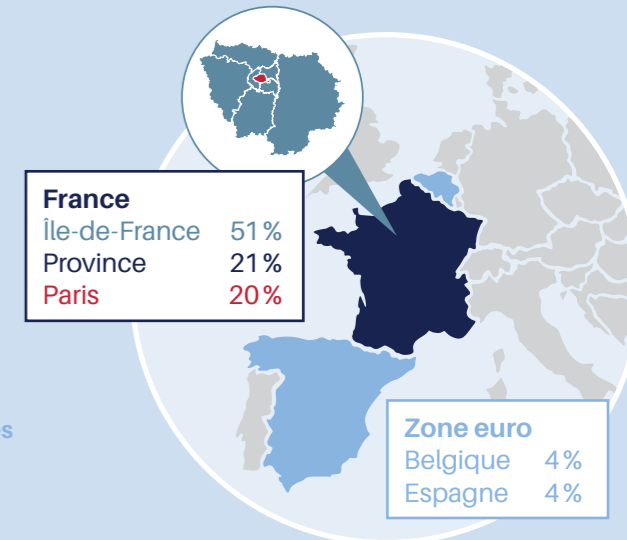 France
Île-de-France 51 %
Province 21 %
Paris 20 %
Zone euro
Belgique 4 %
Espagne 4 %